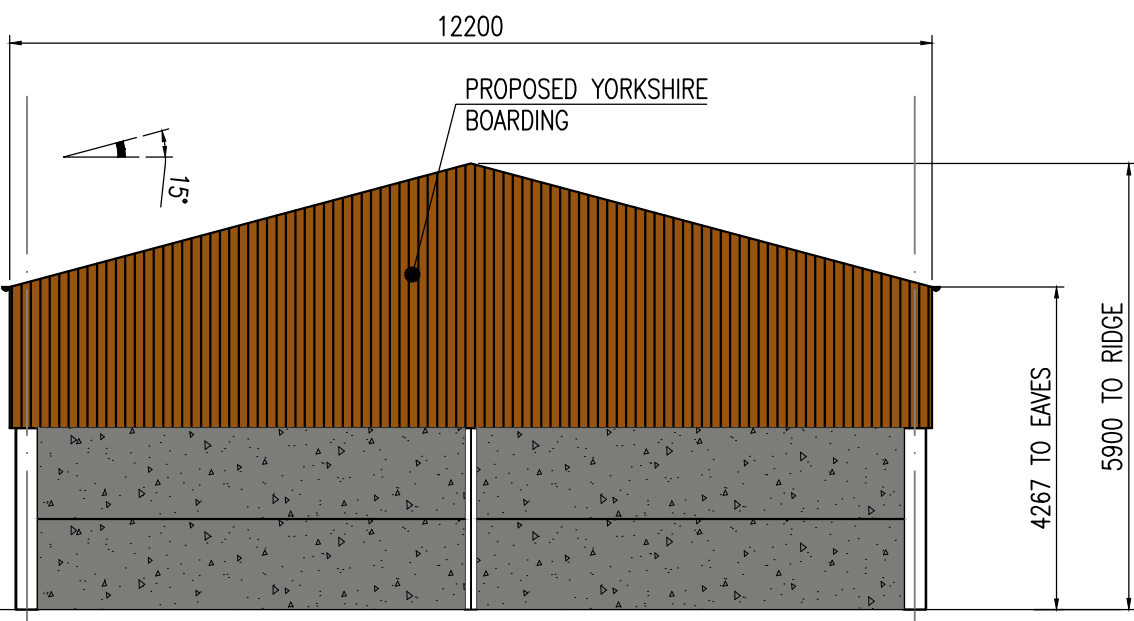 12200
PROPOSED YORKSHIRE
BOARDING
15°
4267 TO EAVES
5900 TO RIDGE